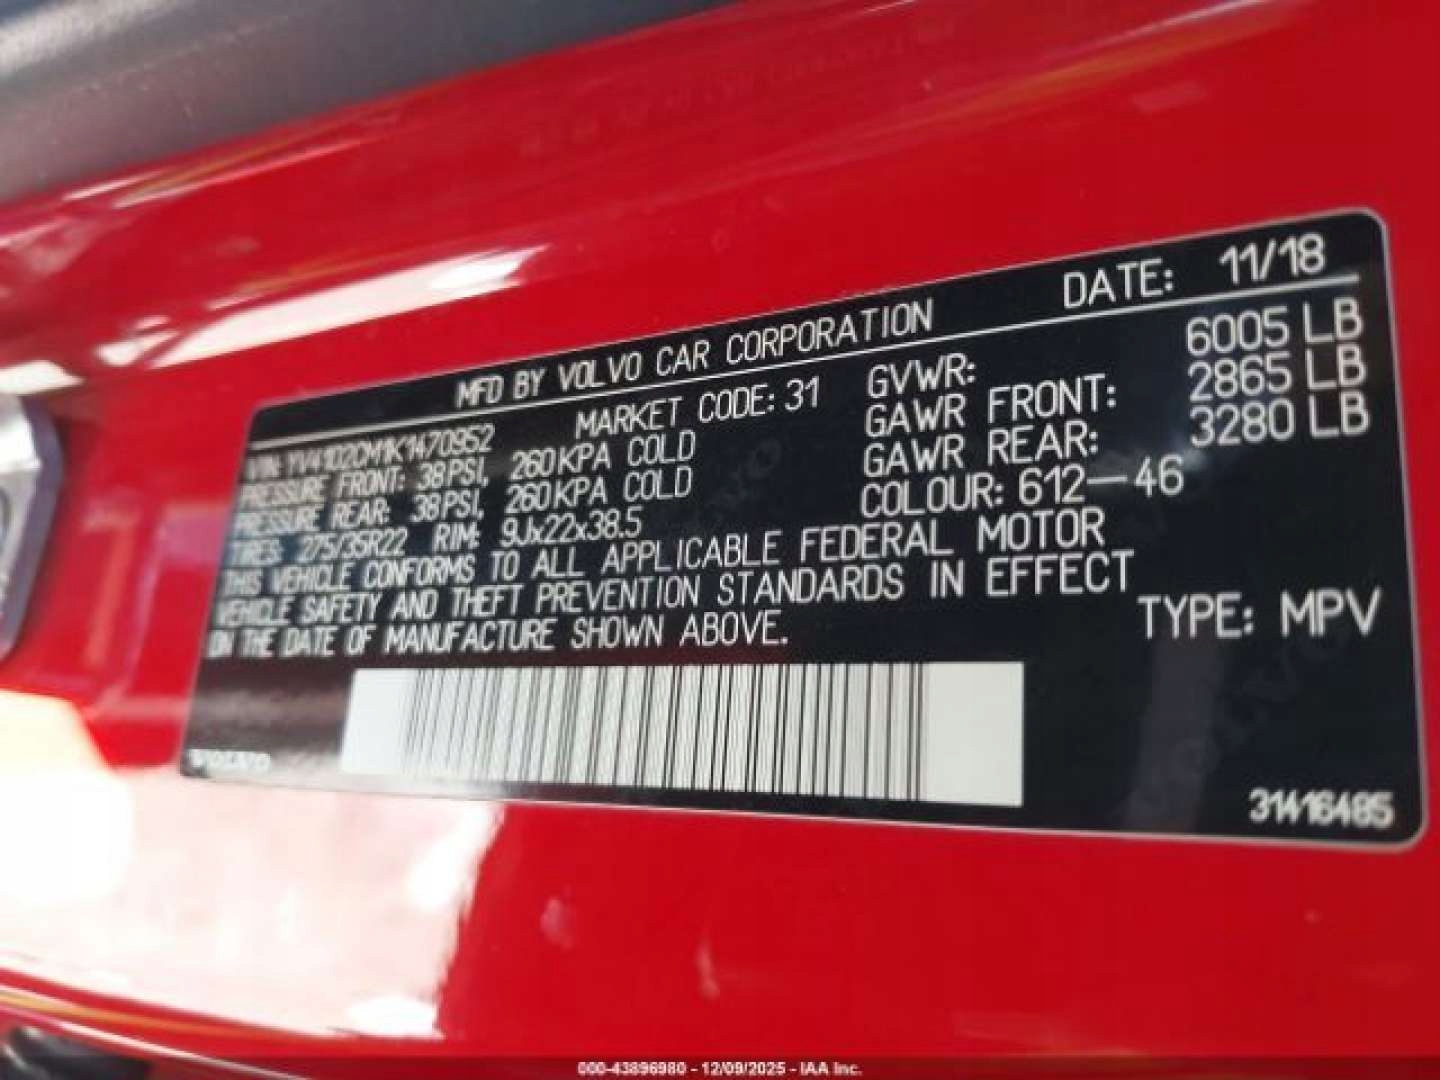 DATE: 11/18
MFD BY VOLVO CAR CORPORATION
GVWR: 6005 LB
MARKET CODE: 31 GAWR FRONT: 2865 LB
VIN: YV4102CM1K1470952 GAWR REAR: 3280 LB
PRESSURE FRONT: 38PSI, 260KPA COLD COLOUR: 612-46
PRESSURE REAR: 38PSI, 260KPA COLD
TIRES: 275/35R22 RIM: 9Jx22x38.5
THIS VEHICLE CONFORMS TO ALL APPLICABLE FEDERAL MOTOR
VEHICLE SAFETY AND THEFT PREVENTION STANDARDS IN EFFECT
ON THE DATE OF MANUFACTURE SHOWN ABOVE.
TYPE: MPV
VOLVO
31416485
000-43896980 - 12/09/2025 - IAA Inc.